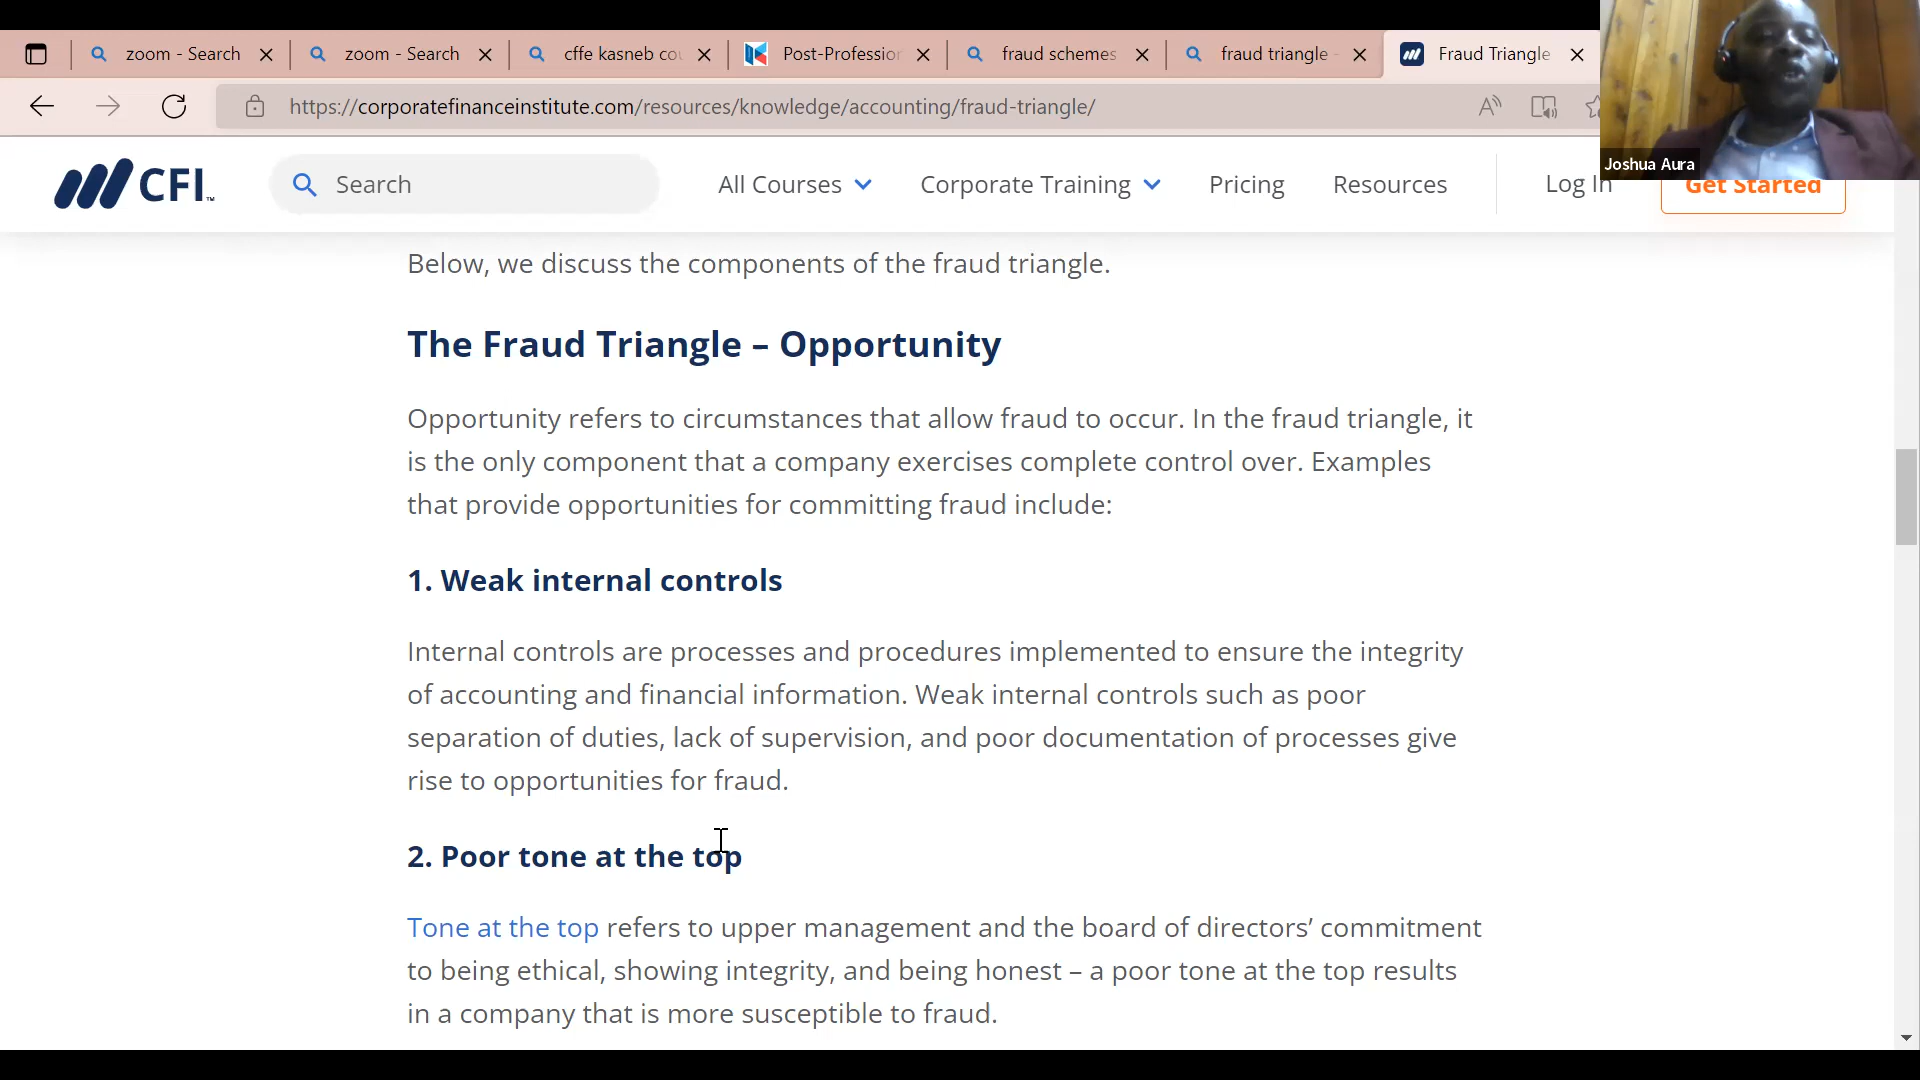 zoom - Search
zoom - Search
cffe kasneb co
Post-Profession
fraud schemes
fraud triangle -
Fraud Triangle
https://corporatefinanceinstitute.com/resources/knowledge/accounting/fraud-triangle/
Joshua Aura
CFI™
Search
All Courses
Corporate Training
Pricing
Resources
Log In
Get Started
Below, we discuss the components of the fraud triangle.
The Fraud Triangle – Opportunity
Opportunity refers to circumstances that allow fraud to occur. In the fraud triangle, it
is the only component that a company exercises complete control over. Examples
that provide opportunities for committing fraud include:
1. Weak internal controls
Internal controls are processes and procedures implemented to ensure the integrity
of accounting and financial information. Weak internal controls such as poor
separation of duties, lack of supervision, and poor documentation of processes give
rise to opportunities for fraud.
2. Poor tone at the top
Tone at the top refers to upper management and the board of directors’ commitment
to being ethical, showing integrity, and being honest – a poor tone at the top results
in a company that is more susceptible to fraud.